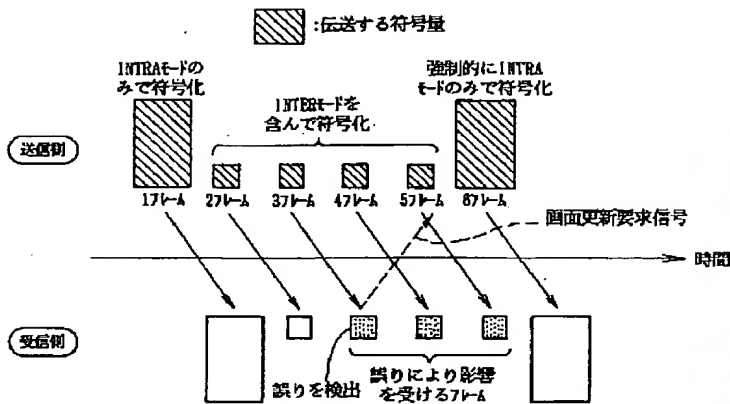 :伝送する符号量
INTRAモードの
みで符号化
INTERモードを
含んで符号化
強制的にINTRA
モードのみで符号化
送信側
1フレーム
2フレーム
3フレーム
4フレーム
5フレーム
6フレーム
画面更新要求信号
時間
受信側
誤りを検出
誤りにより影響
を受けるフレーム